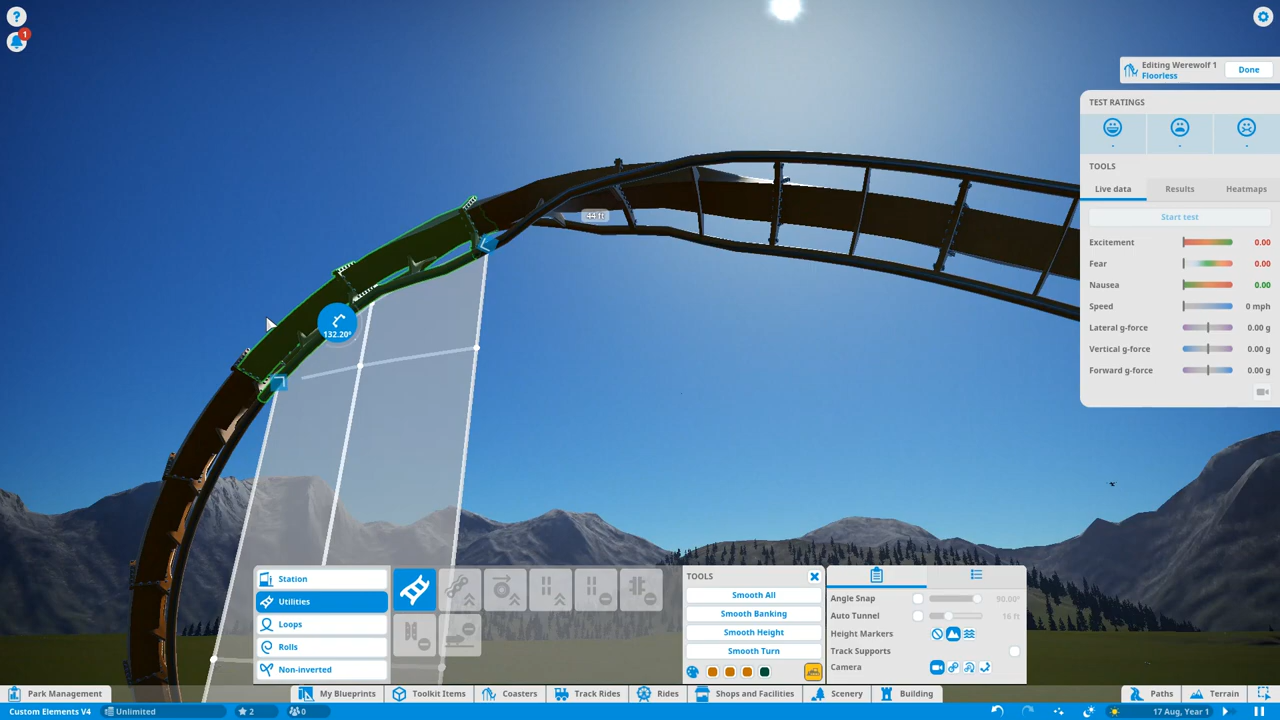 ?
1
Editing Werewolf 1
Floorless
Done
TEST RATINGS
-
-
-
TOOLS
Live data
Results
Heatmaps
Start test
Excitement
0.00
Fear
0.00
Nausea
0.00
Speed
0 mph
Lateral g-force
0.00 g
Vertical g-force
0.00 g
Forward g-force
0.00 g
44 ft
132.20°
Station
Utilities
Loops
Rolls
Non-inverted
TOOLS
Smooth All
Smooth Banking
Smooth Height
Smooth Turn
Angle Snap
90.00°
Auto Tunnel
16 ft
Height Markers
Track Supports
Camera
Park Management
My Blueprints
Toolkit Items
Coasters
Track Rides
Rides
Shops and Facilities
Scenery
Building
Paths
Terrain
Custom Elements V4
Unlimited
2
0
17 Aug, Year 1